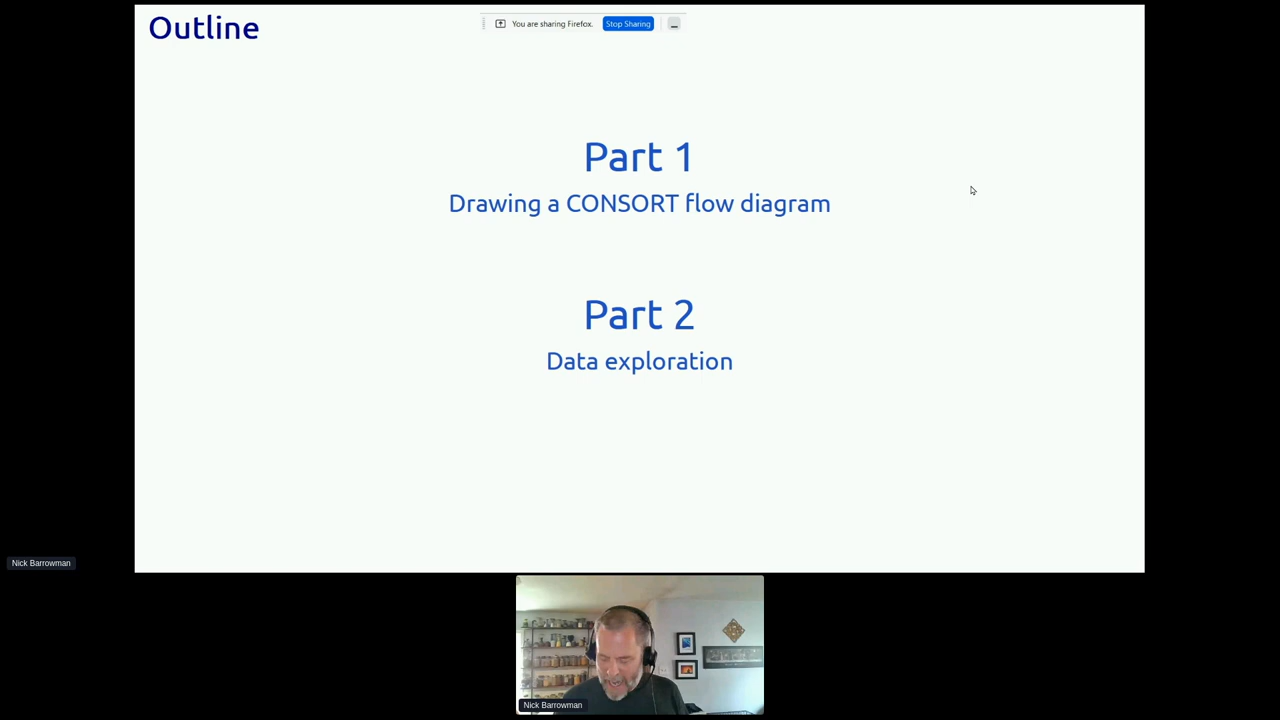 Outline
You are sharing Firefox.
Stop Sharing
Part 1
Drawing a CONSORT flow diagram
Part 2
Data exploration
Nick Barrowman
Nick Barrowman